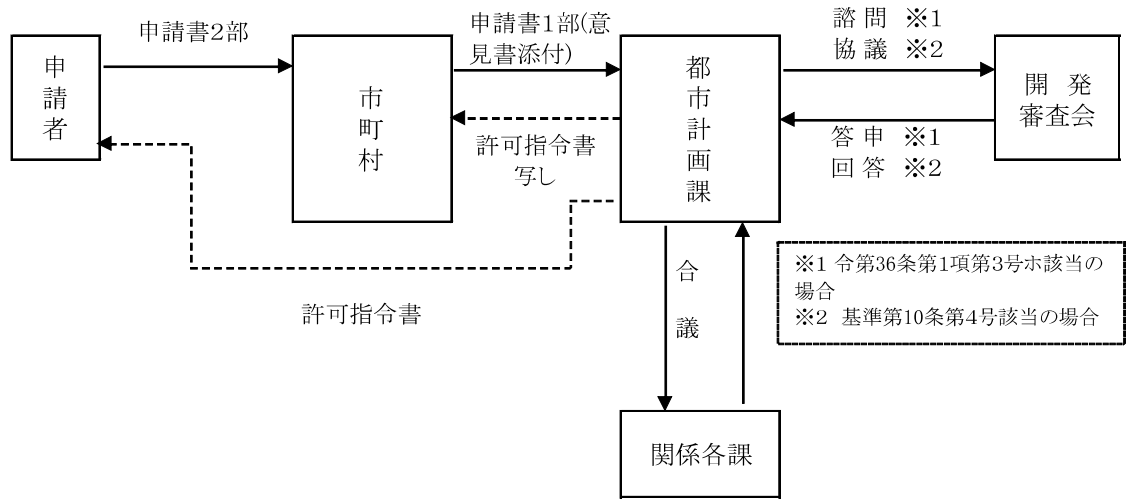 申請者
申請書2部
市町村
申請書1部(意
見書添付)
許可指令書
写し
都市計画課
諮問 ※1
協議 ※2
答申 ※1
回答 ※2
開発
審査会
許可指令書
合議
※1 令第36条第1項第3号ホ該当の
場合
※2 基準第10条第4号該当の場合
関係各課